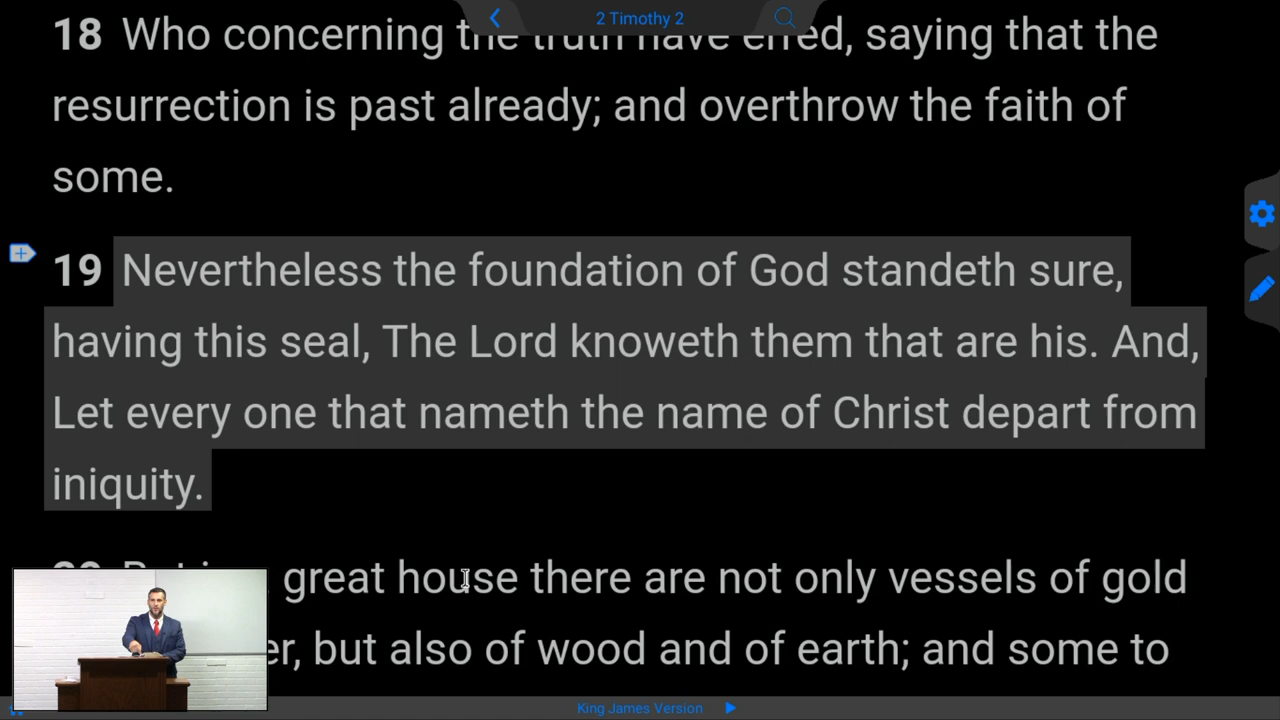 2 Timothy 2
18 Who concerning the truth have erred, saying that the
resurrection is past already; and overthrow the faith of
some.
19 Nevertheless the foundation of God standeth sure,
having this seal, The Lord knoweth them that are his. And,
Let every one that nameth the name of Christ depart from
iniquity.
great house there are not only vessels of gold
but also of wood and of earth; and some to
King James Version